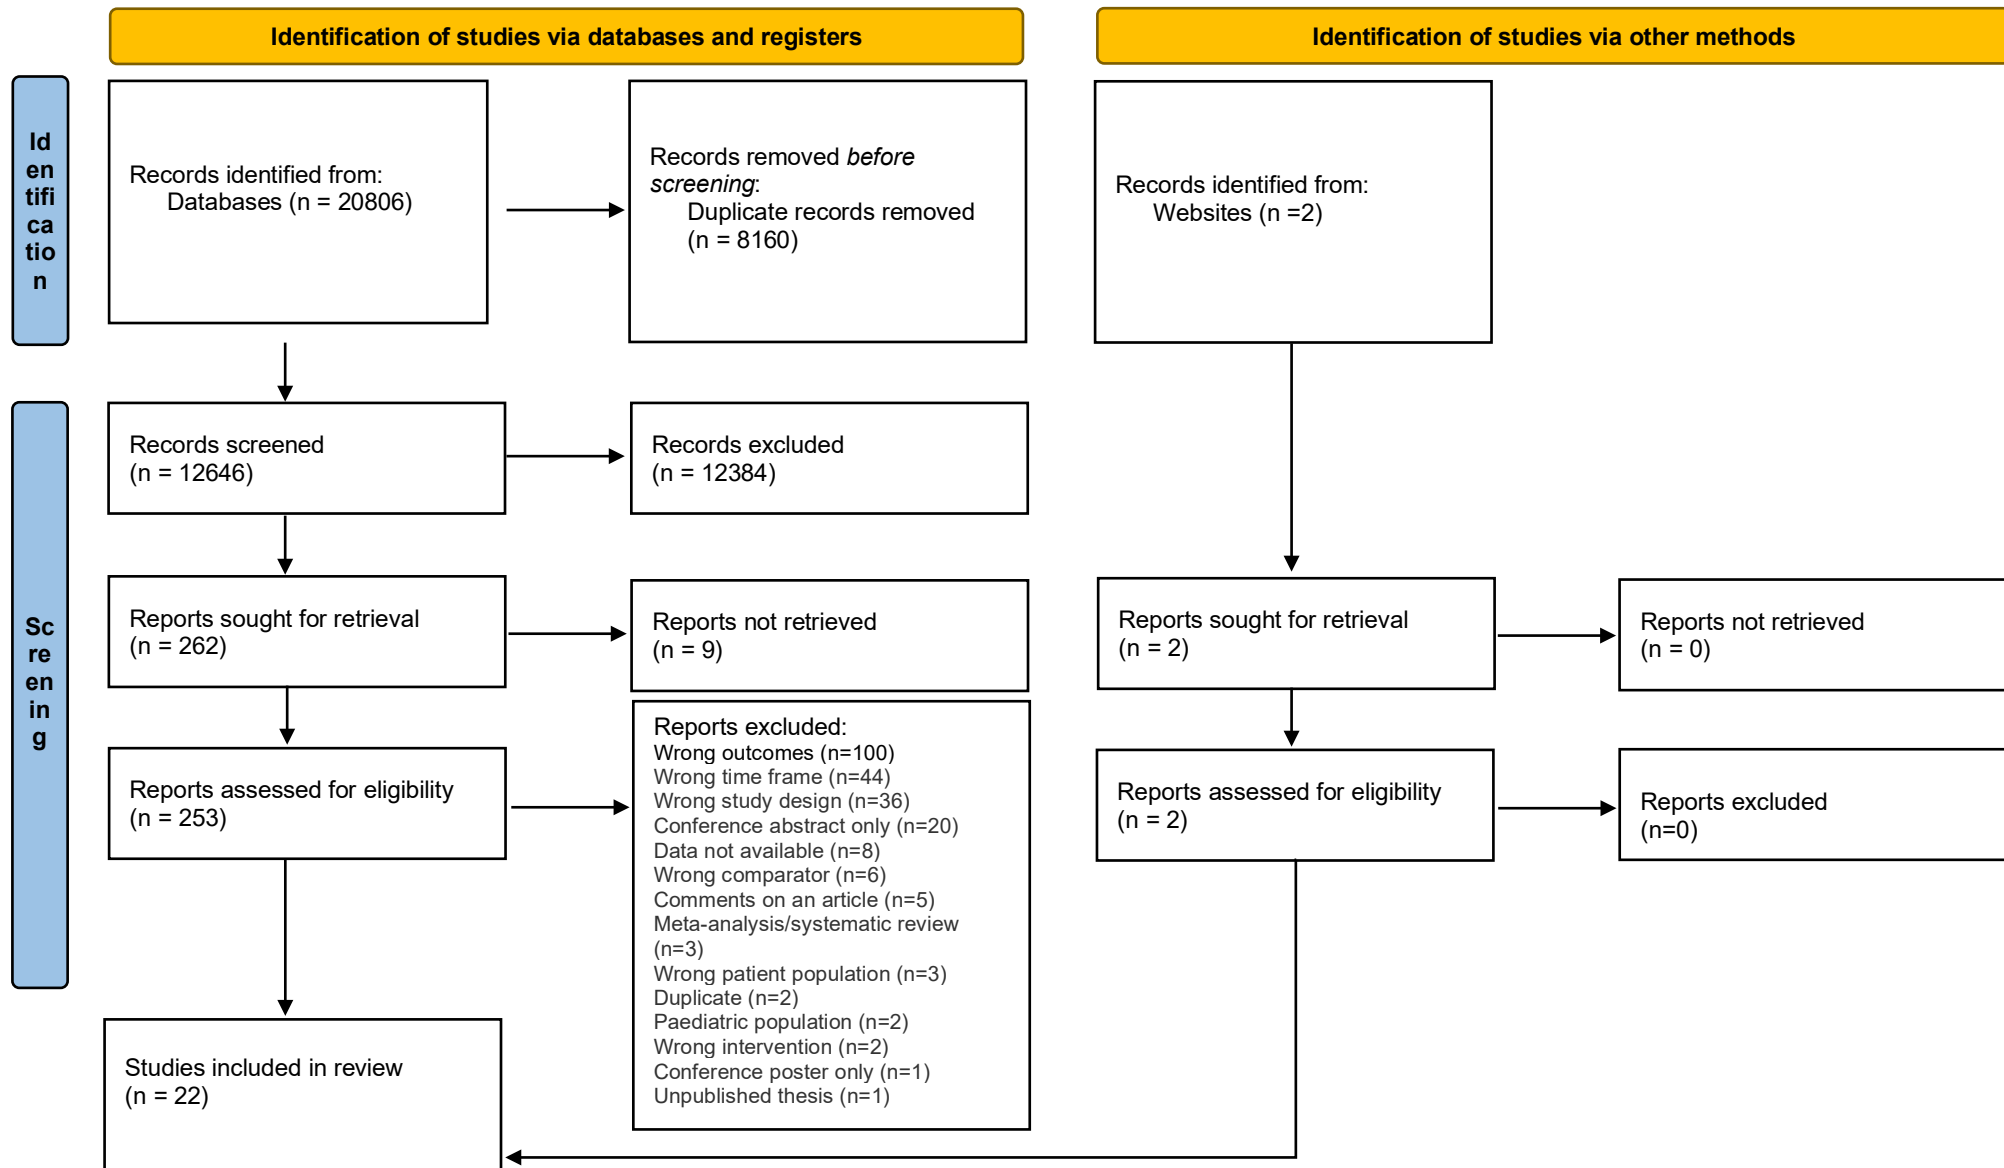 Identification of studies via databases and registers
Identification of studies via other methods
Id
en
tifi
ca
tio
n
Records identified from:
Databases (n = 20806)
Records removed before
screening:
Duplicate records removed
(n = 8160)
Records identified from:
Websites (n =2)
Sc
re
en
in
g
Records screened
(n = 12646)
Records excluded
(n = 12384)
Reports sought for retrieval
(n = 262)
Reports not retrieved
(n = 9)
Reports sought for retrieval
(n = 2)
Reports not retrieved
(n = 0)
Reports assessed for eligibility
(n = 253)
Reports excluded:
Wrong outcomes (n=100)
Wrong time frame (n=44)
Wrong study design (n=36)
Conference abstract only (n=20)
Data not available (n=8)
Wrong comparator (n=6)
Comments on an article (n=5)
Meta-analysis/systematic review
(n=3)
Wrong patient population (n=3)
Duplicate (n=2)
Paediatric population (n=2)
Wrong intervention (n=2)
Conference poster only (n=1)
Unpublished thesis (n=1)
Reports assessed for eligibility
(n = 2)
Reports excluded
(n=0)
Studies included in review
(n = 22)